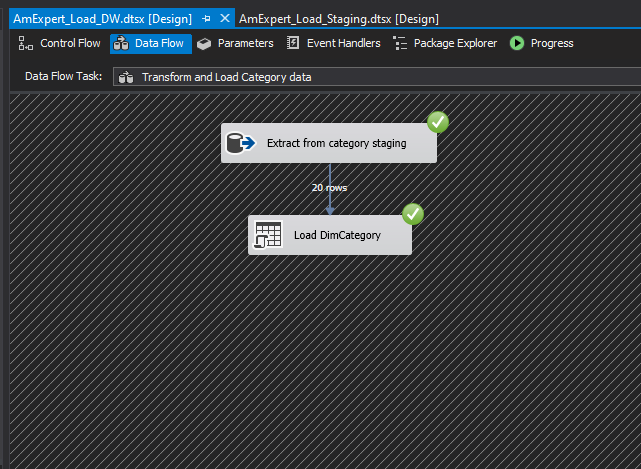 AmExpert_Load_DW.dtsx [Design] AmExpert_Load_Staging.dtsx [Design]
Control Flow Data Flow Parameters Event Handlers Package Explorer Progress
Data Flow Task: Transform and Load Category data
Extract from category staging
20 rows
Load DimCategory